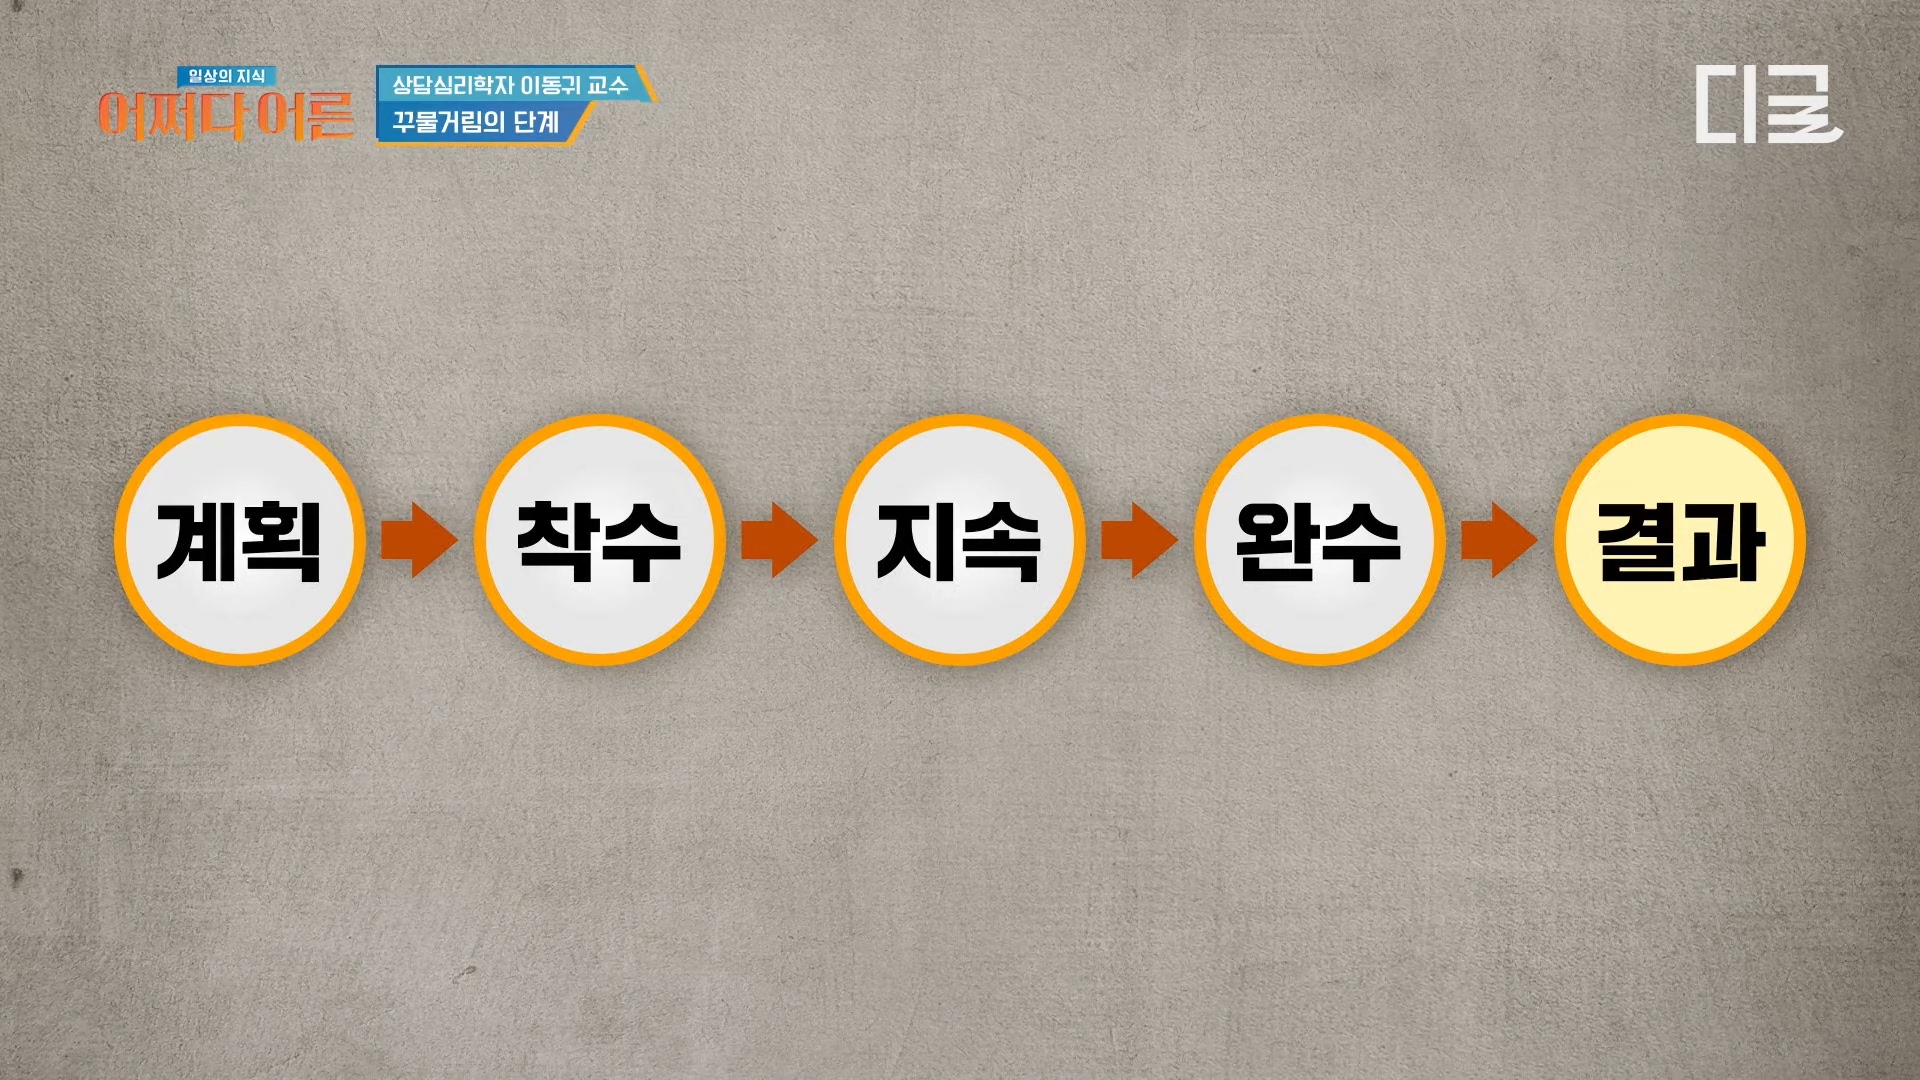 일상의 지식
어쩌다 어른
상담심리학자 이동귀 교수
꾸물거림의 단계
디글
계획
착수
지속
완수
결과